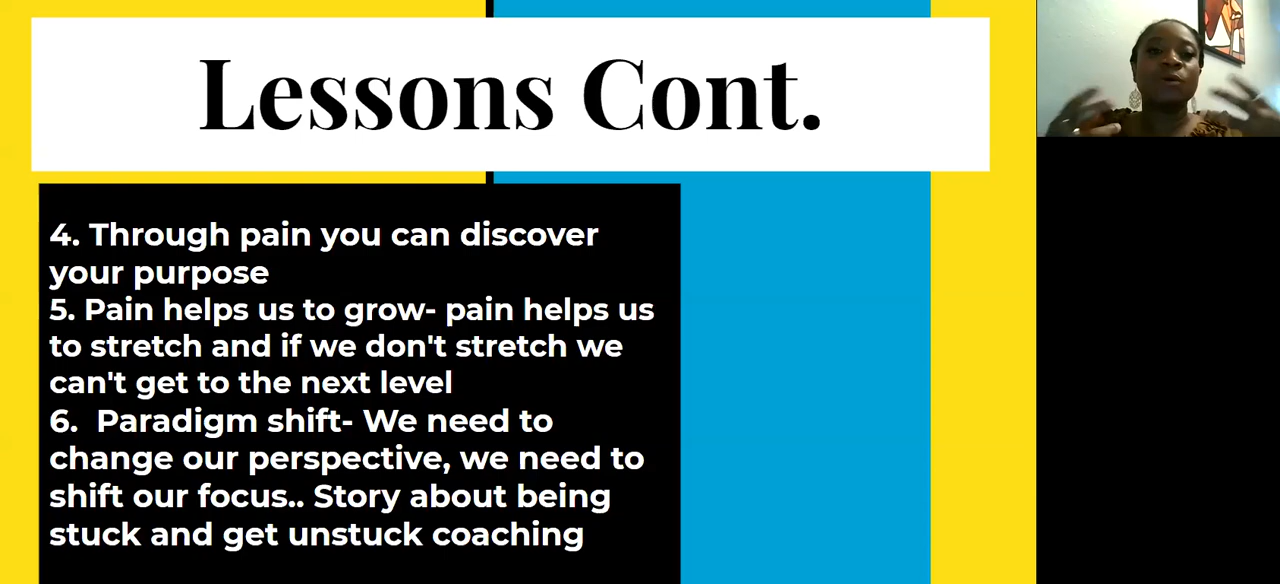 Lessons Cont.
4. Through pain you can discover
your purpose
5. Pain helps us to grow- pain helps us
to stretch and if we don't stretch we
can't get to the next level
6.  Paradigm shift- We need to
change our perspective, we need to
shift our focus.. Story about being
stuck and get unstuck coaching